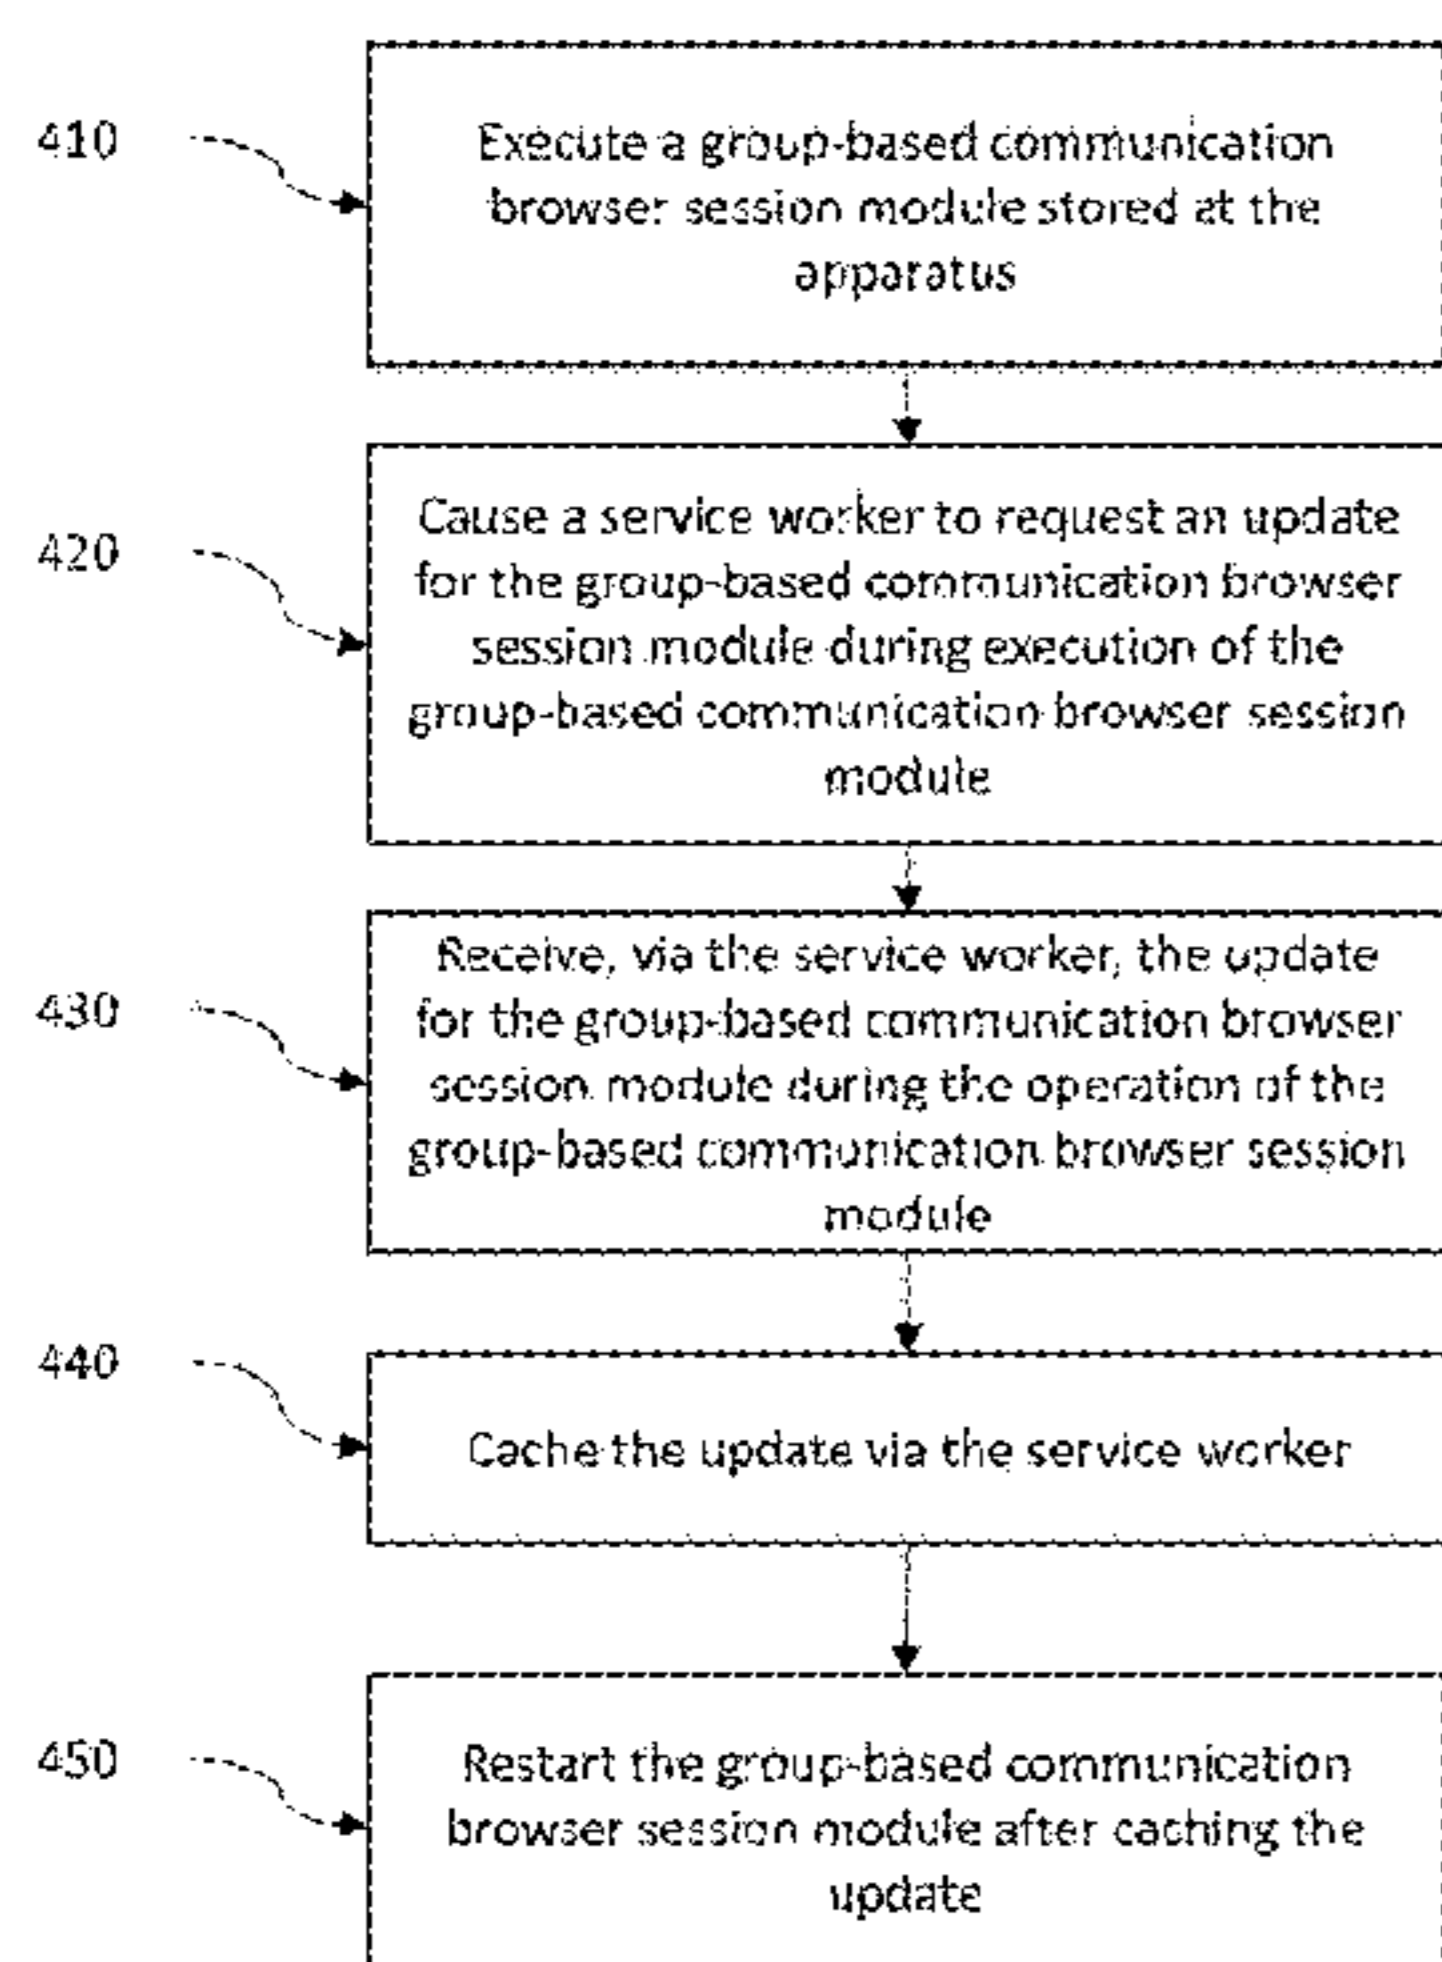 410
Execute a group-based communication
browser session module stored at the
apparatus
420
Cause a service worker to request an update
for the group-based communication browser
session module during execution of the
group-based communication browser session
module
430
Receive, via the service worker, the update
for the group-based communication browser
session module during the operation of the
group-based communication browser session
module
440
Cache the update via the service worker
450
Restart the group-based communication
browser session module after caching the
update